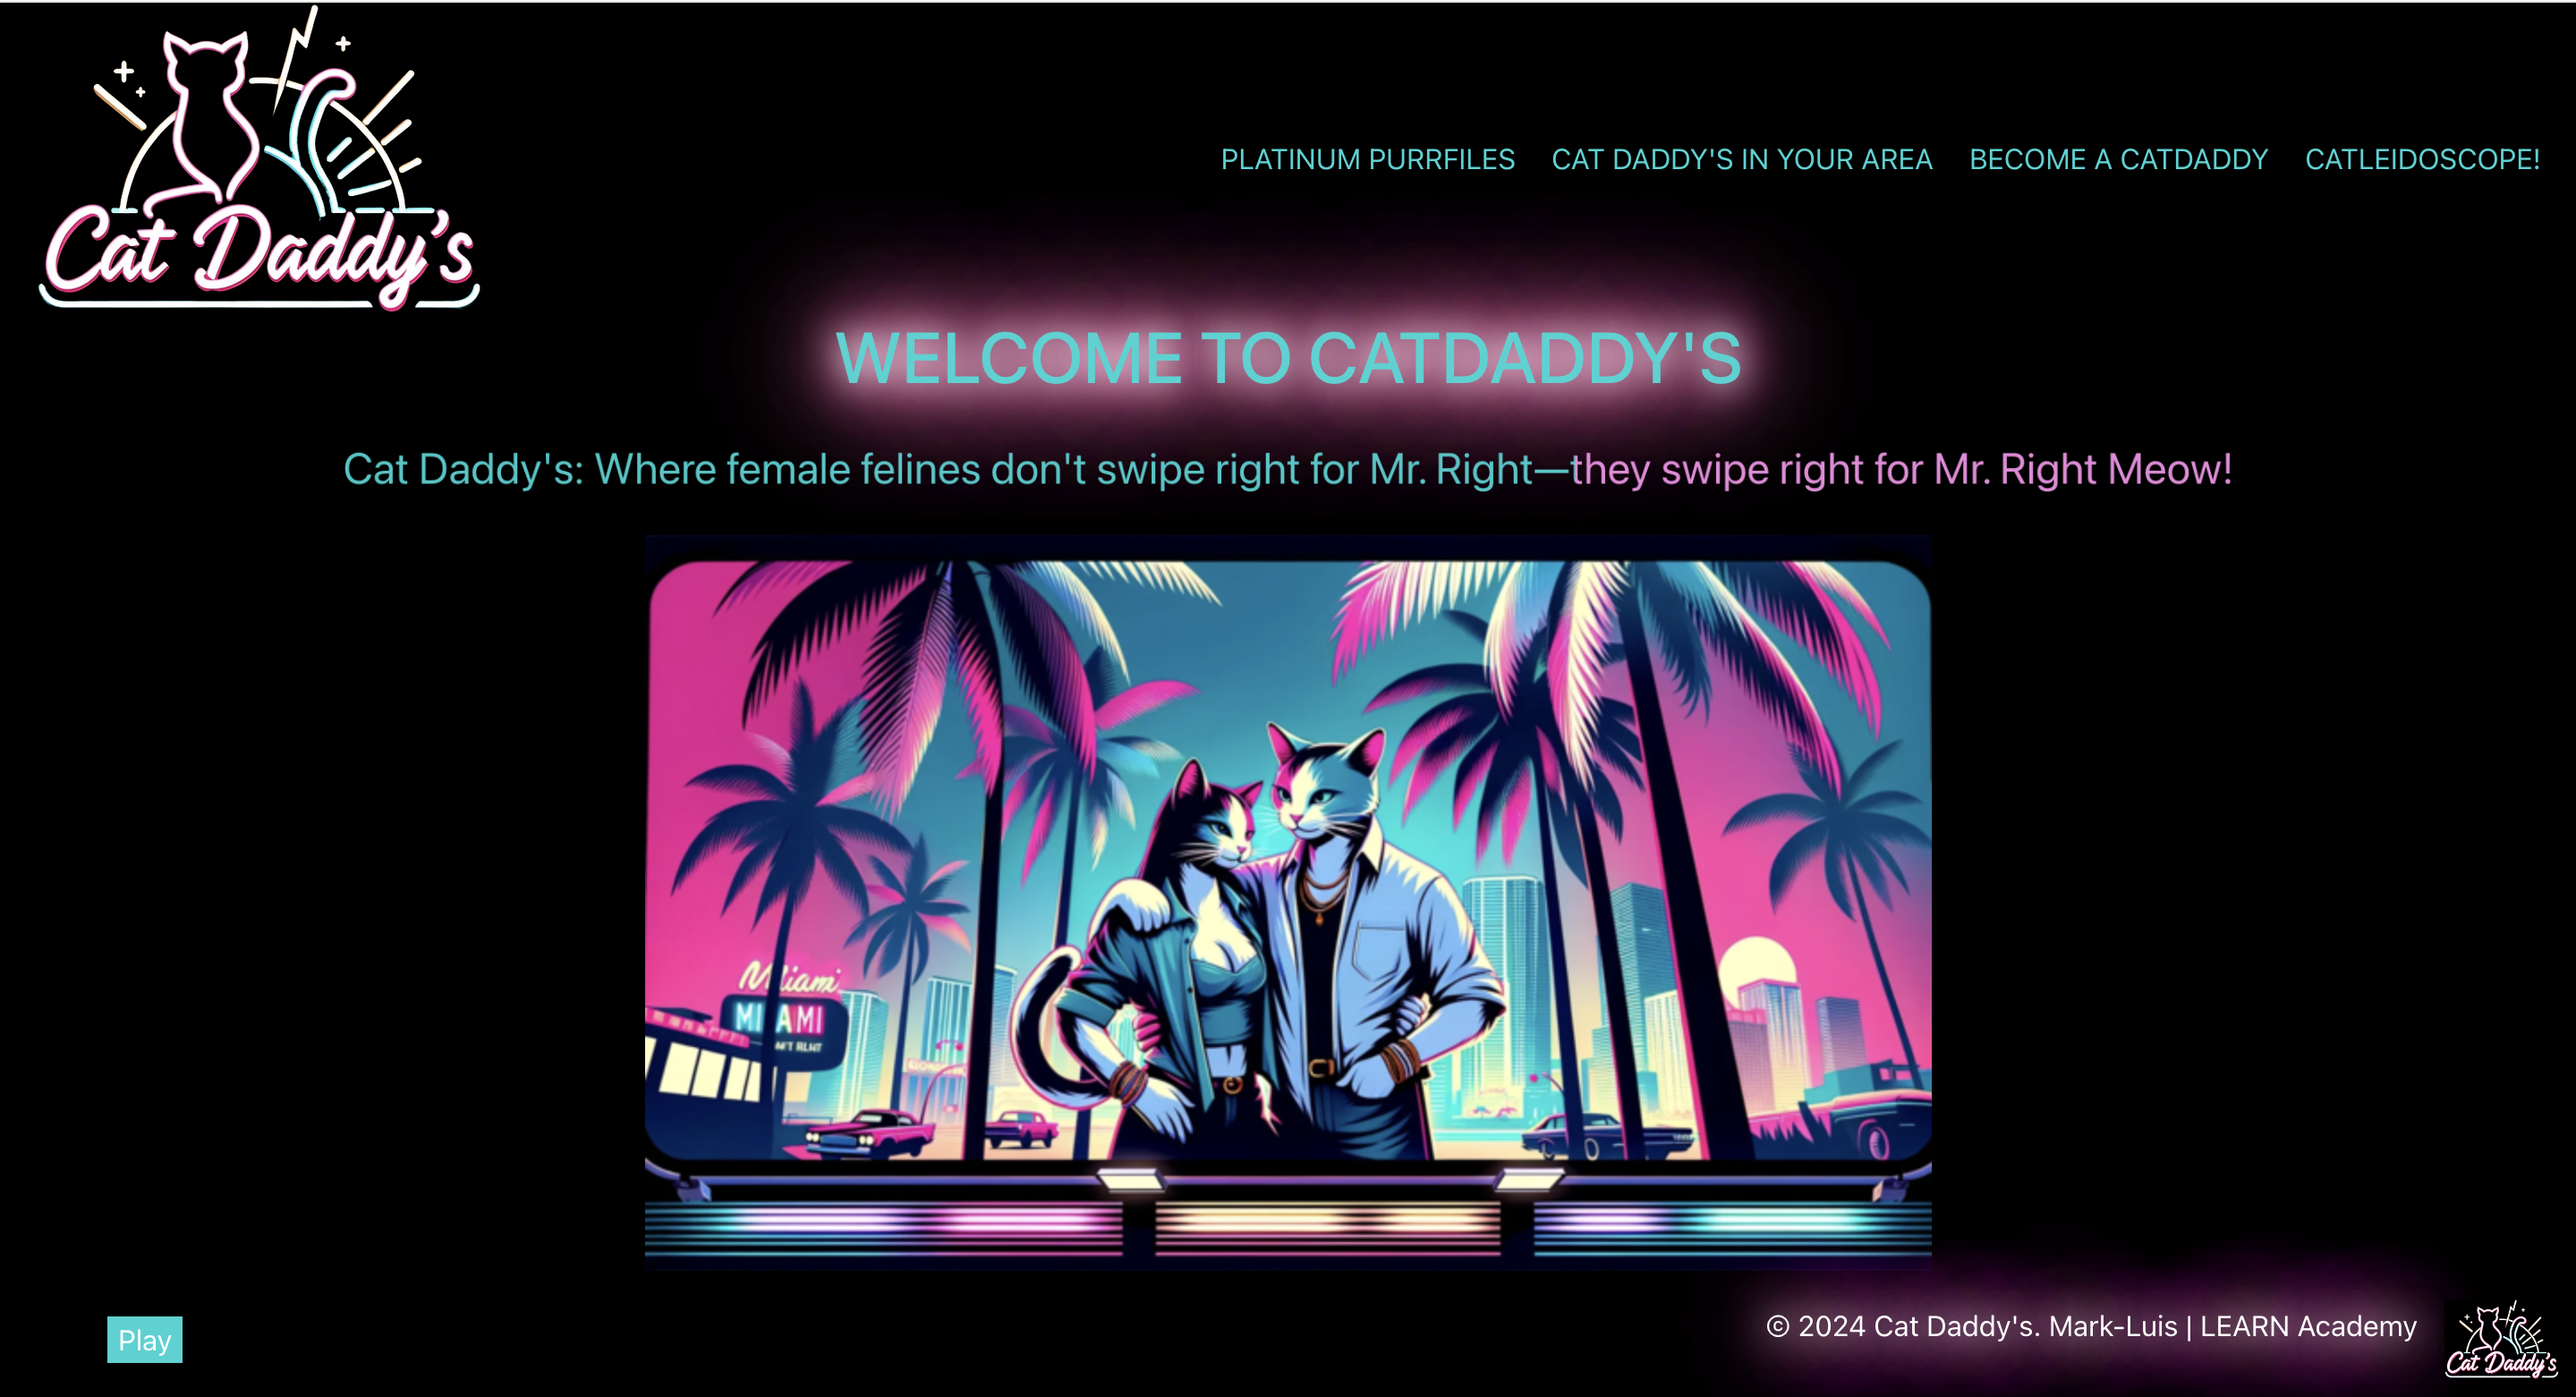 Cat Daddy's
PLATINUM PURRFILES
CAT DADDY'S IN YOUR AREA
BECOME A CATDADDY
CATLEIDOSCOPE!
WELCOME TO CATDADDY'S
Cat Daddy's: Where female felines don't swipe right for Mr. Right—they swipe right for Mr. Right Meow!
Miami
MIAMI
Play
© 2024 Cat Daddy's. Mark-Luis | LEARN Academy
Cat Daddy's